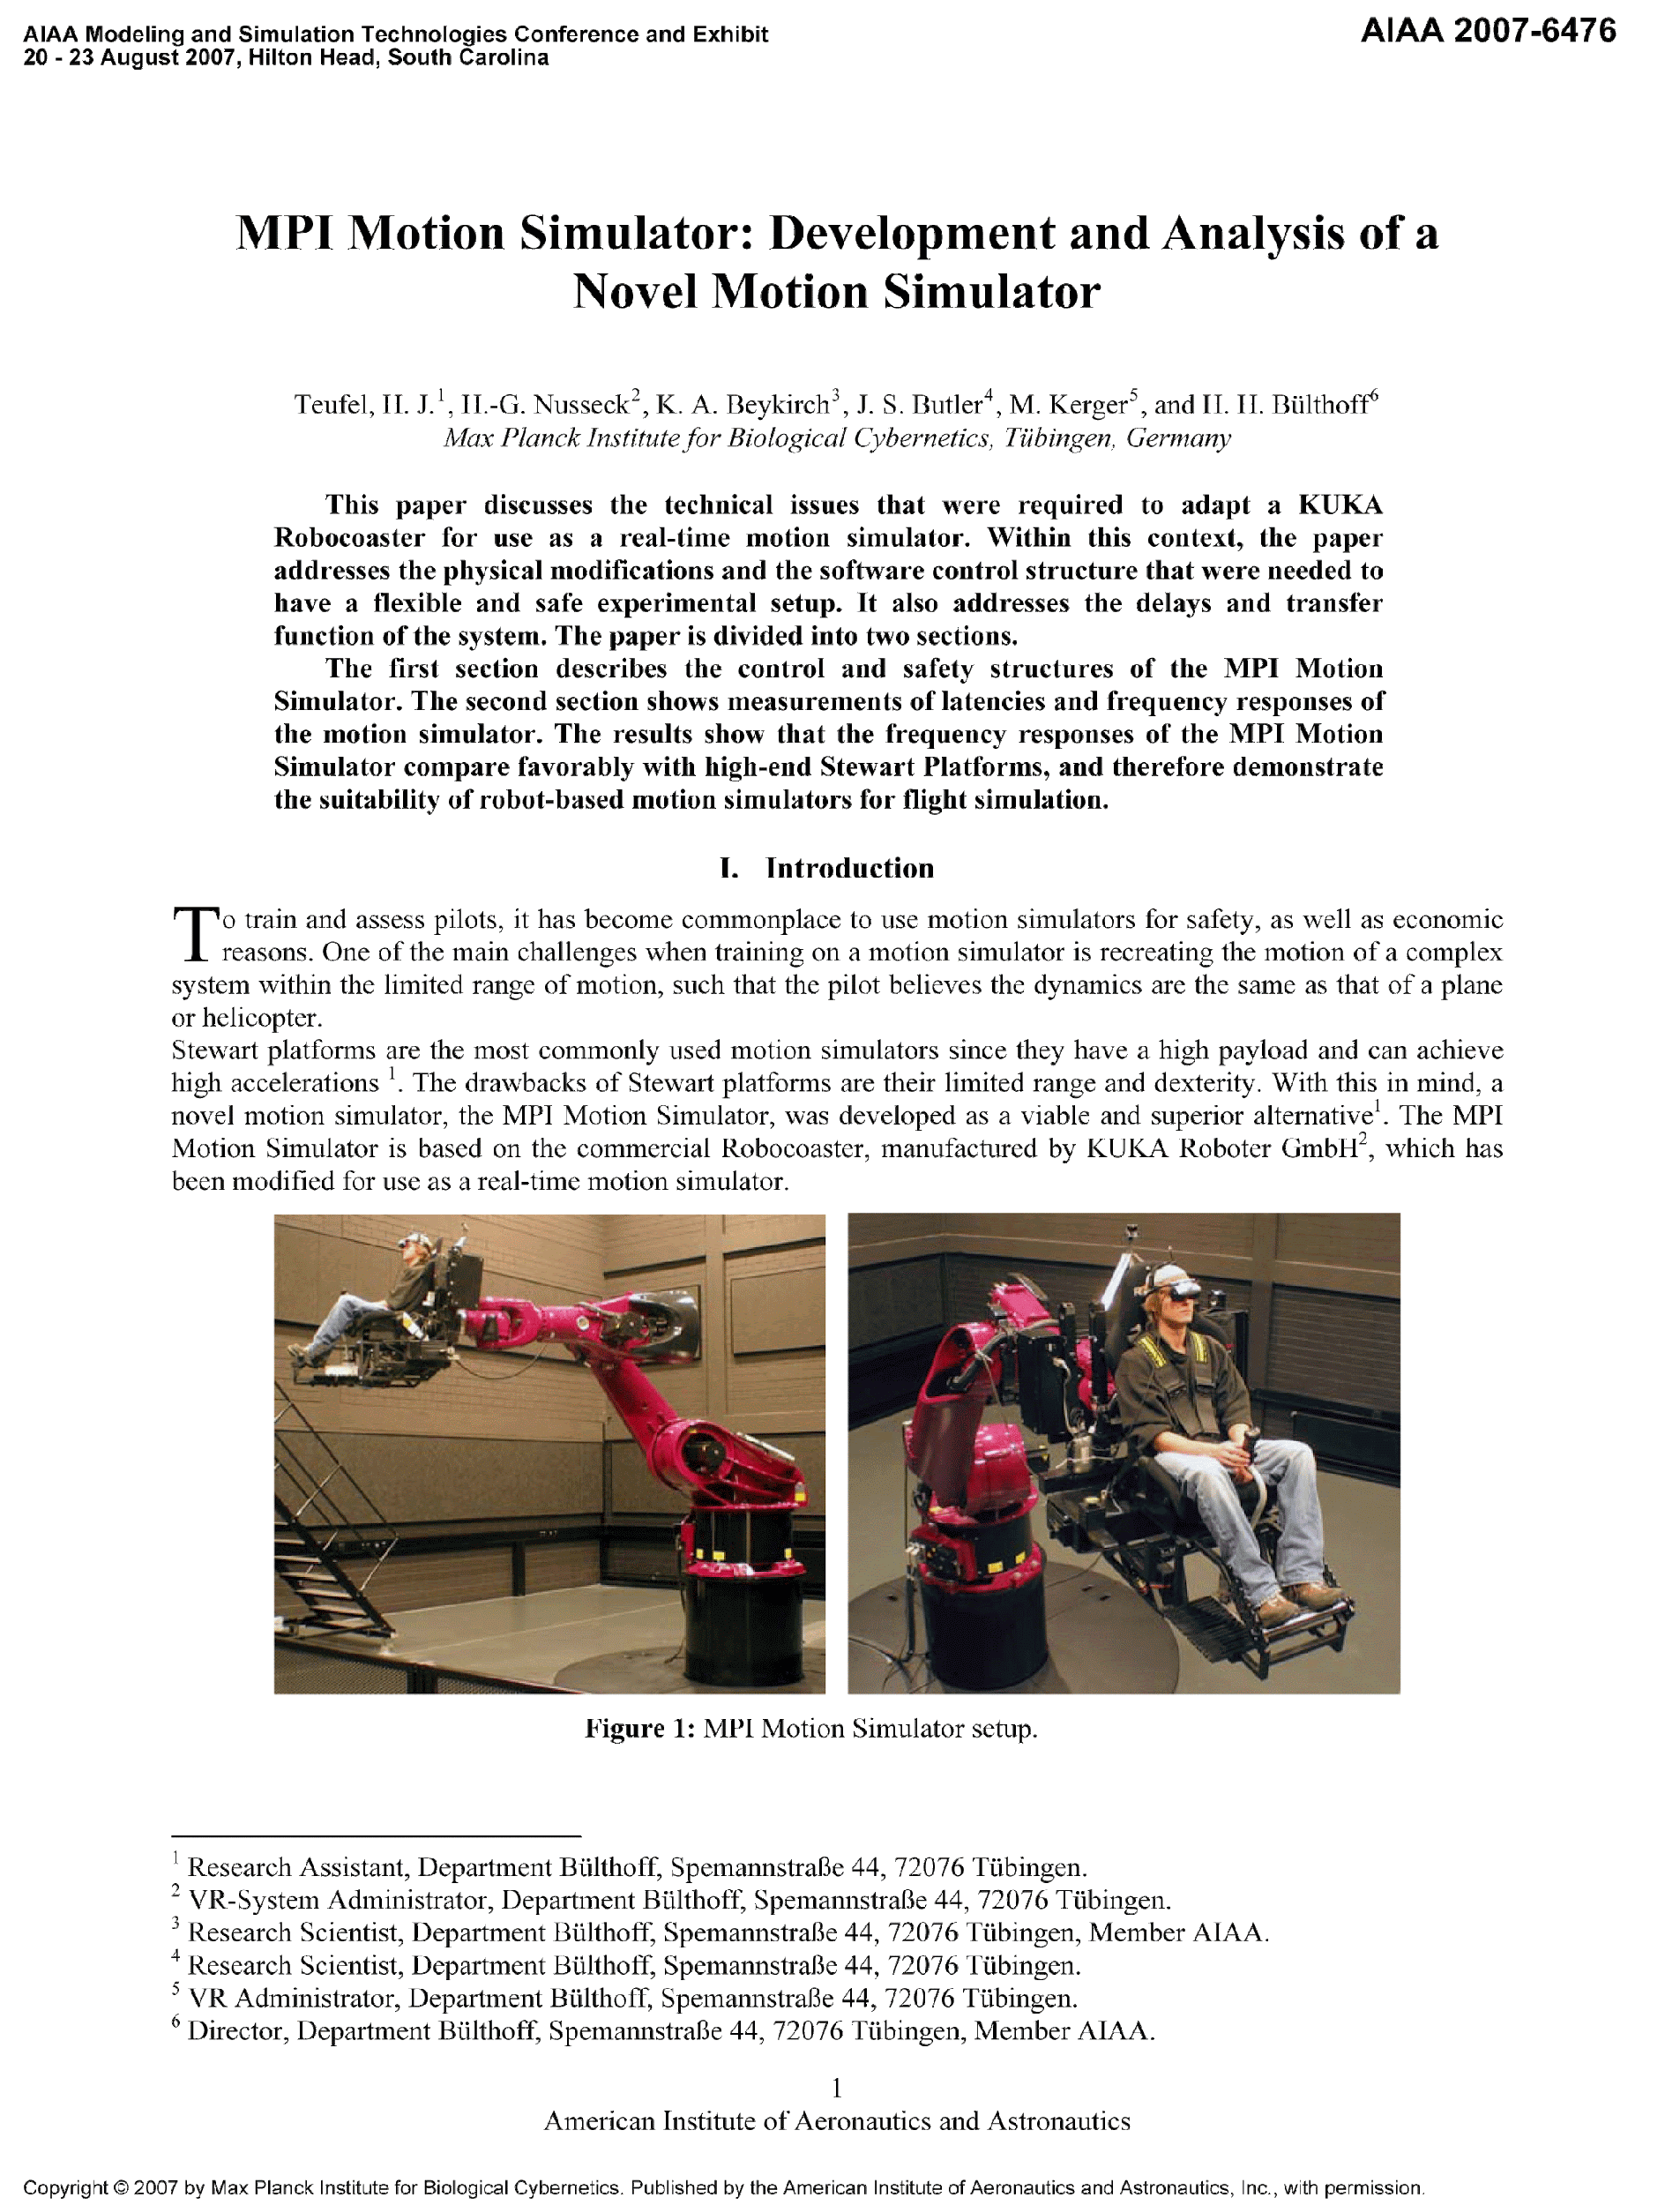 AIAA Modeling and Simulation Technologies Conference and Exhibit
20 - 23 August 2007, Hilton Head, South Carolina
AIAA 2007-6476
MPI Motion Simulator: Development and Analysis of a
Novel Motion Simulator
Teufel, H. J.1, H.-G. Nusseck2, K. A. Beykirch3, J. S. Butler4, M. Kerger5, and H. H. Bülthoff6
Max Planck Institute for Biological Cybernetics, Tübingen, Germany
This paper discusses the technical issues that were required to adapt a KUKA
Robocoaster for use as a real-time motion simulator. Within this context, the paper
addresses the physical modifications and the software control structure that were needed to
have a flexible and safe experimental setup. It also addresses the delays and transfer
function of the system. The paper is divided into two sections.
The first section describes the control and safety structures of the MPI Motion
Simulator. The second section shows measurements of latencies and frequency responses of
the motion simulator. The results show that the frequency responses of the MPI Motion
Simulator compare favorably with high-end Stewart Platforms, and therefore demonstrate
the suitability of robot-based motion simulators for flight simulation.
I. Introduction
To train and assess pilots, it has become commonplace to use motion simulators for safety, as well as economic
reasons. One of the main challenges when training on a motion simulator is recreating the motion of a complex
system within the limited range of motion, such that the pilot believes the dynamics are the same as that of a plane
or helicopter.
Stewart platforms are the most commonly used motion simulators since they have a high payload and can achieve
high accelerations 1. The drawbacks of Stewart platforms are their limited range and dexterity. With this in mind, a
novel motion simulator, the MPI Motion Simulator, was developed as a viable and superior alternative1. The MPI
Motion Simulator is based on the commercial Robocoaster, manufactured by KUKA Roboter GmbH2, which has
been modified for use as a real-time motion simulator.
Figure 1: MPI Motion Simulator setup.
1 Research Assistant, Department Bülthoff, Spemannstraße 44, 72076 Tübingen.
2 VR-System Administrator, Department Bülthoff, Spemannstraße 44, 72076 Tübingen.
3 Research Scientist, Department Bülthoff, Spemannstraße 44, 72076 Tübingen, Member AIAA.
4 Research Scientist, Department Bülthoff, Spemannstraße 44, 72076 Tübingen.
5 VR Administrator, Department Bülthoff, Spemannstraße 44, 72076 Tübingen.
6 Director, Department Bülthoff, Spemannstraße 44, 72076 Tübingen, Member AIAA.
1
American Institute of Aeronautics and Astronautics
Copyright © 2007 by Max Planck Institute for Biological Cybernetics. Published by the American Institute of Aeronautics and Astronautics, Inc., with permission.